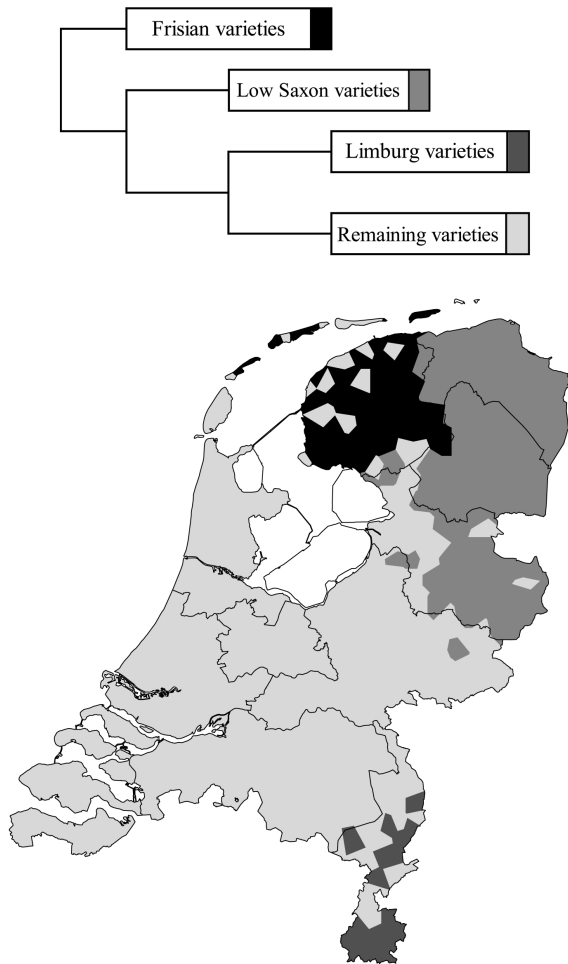 Frisian varieties
Low Saxon varieties
Limburg varieties
Remaining varieties